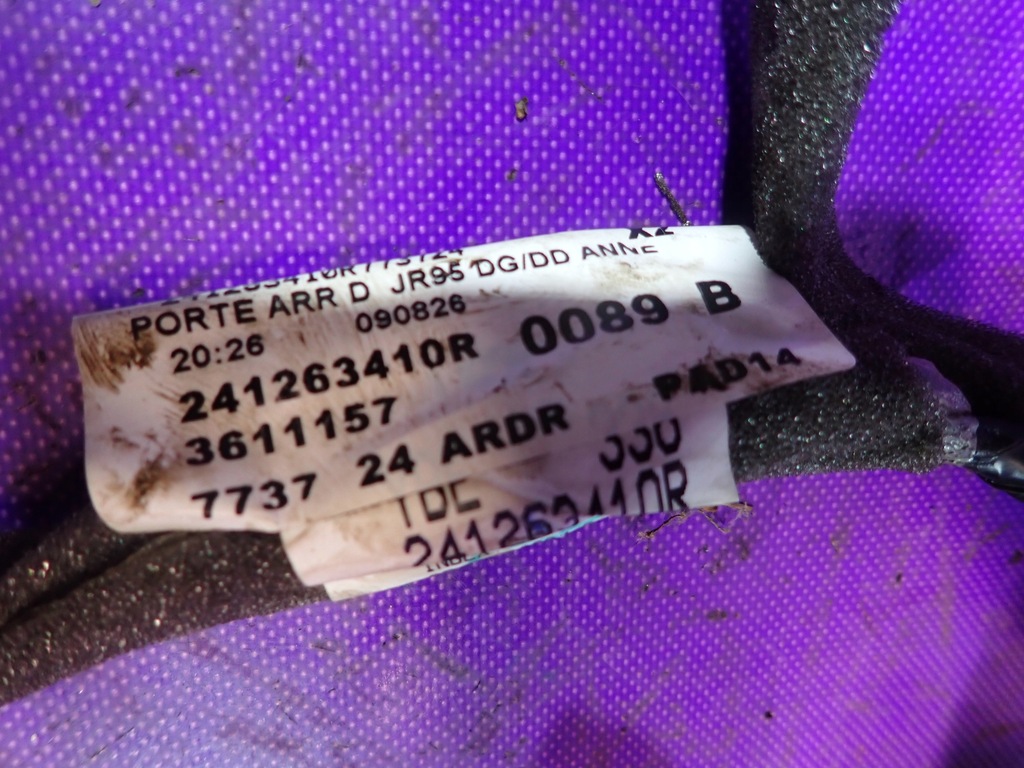 PORTE ARR D JR95 DG/DD ANNE
20:26 090826
241263410R 0089 B
3611157
7737 24 ARDR PAD14
241263410R